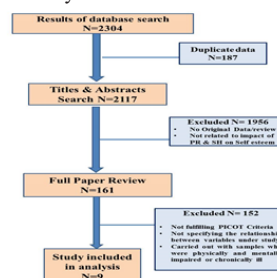 Results of database search
N=2304
Duplicate data
N=187
Titles & Abstracts
Search N=2117
Excluded N= 1956
• No Original Data/review
• Not related to impact of
PR & SH on Self esteem
Full Paper Review
N=161
Excluded N= 152
• Not fulfilling PICOT Criteria
• Not specifying the relationship
between variables under study
• Carried out with samples who
were physically and mentally
impaired or chronically ill
Study included
in analysis
N=9